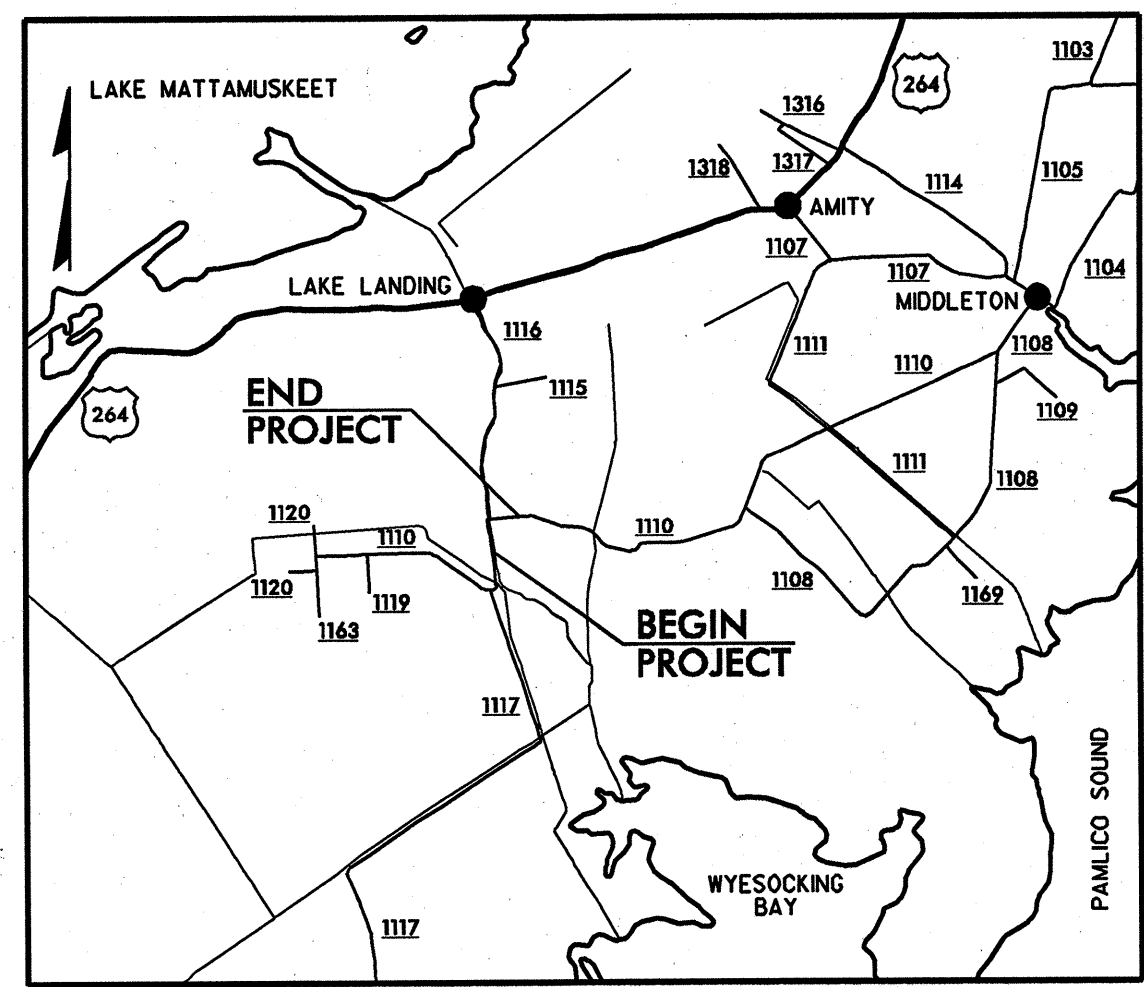 1103
LAKE MATTAMUSKEET
264
1316
1318
1317
1114
1105
AMITY
1107
1107
1104
LAKE LANDING
MIDDLETON
1116
1111
1108
1110
1115
END
PROJECT
264
1109
1111
1108
1120
1110
1110
1120
1119
1108
1169
1163
BEGIN
PROJECT
1117
PAMLICO SOUND
WYESOCKING
BAY
1117